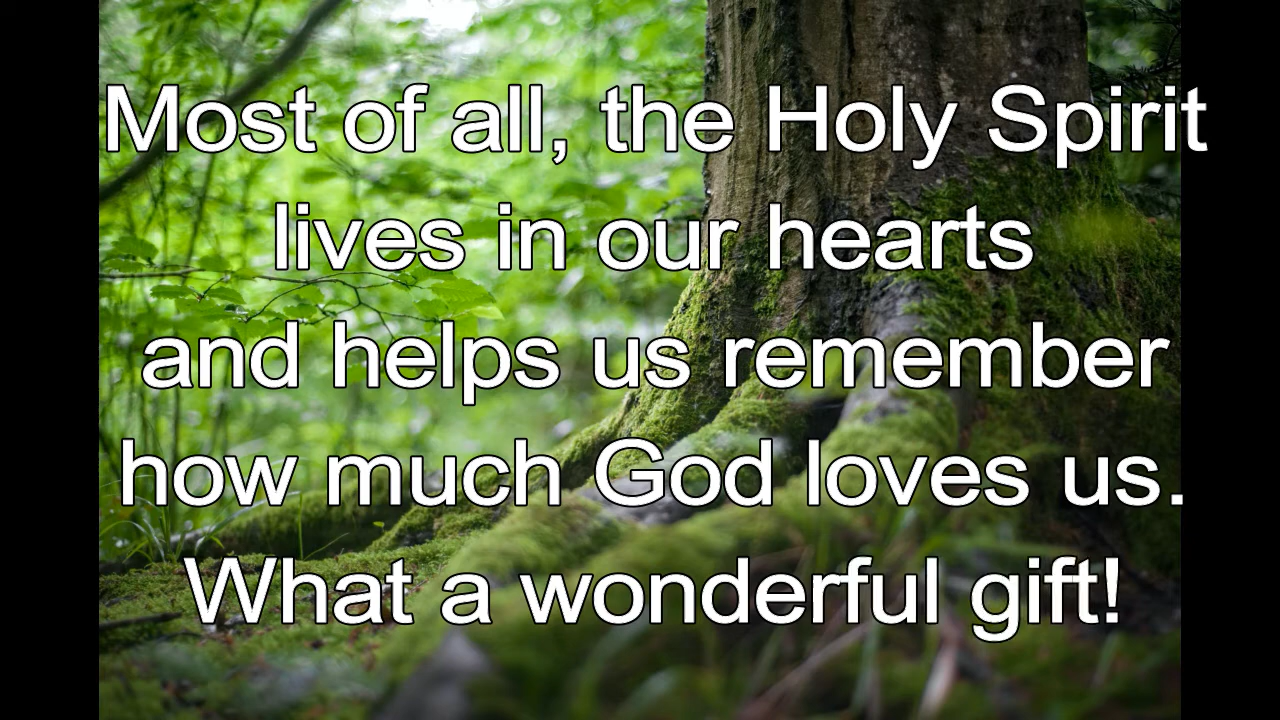 Most of all, the Holy Spirit
lives in our hearts
and helps us remember
how much God loves us.
What a wonderful gift!